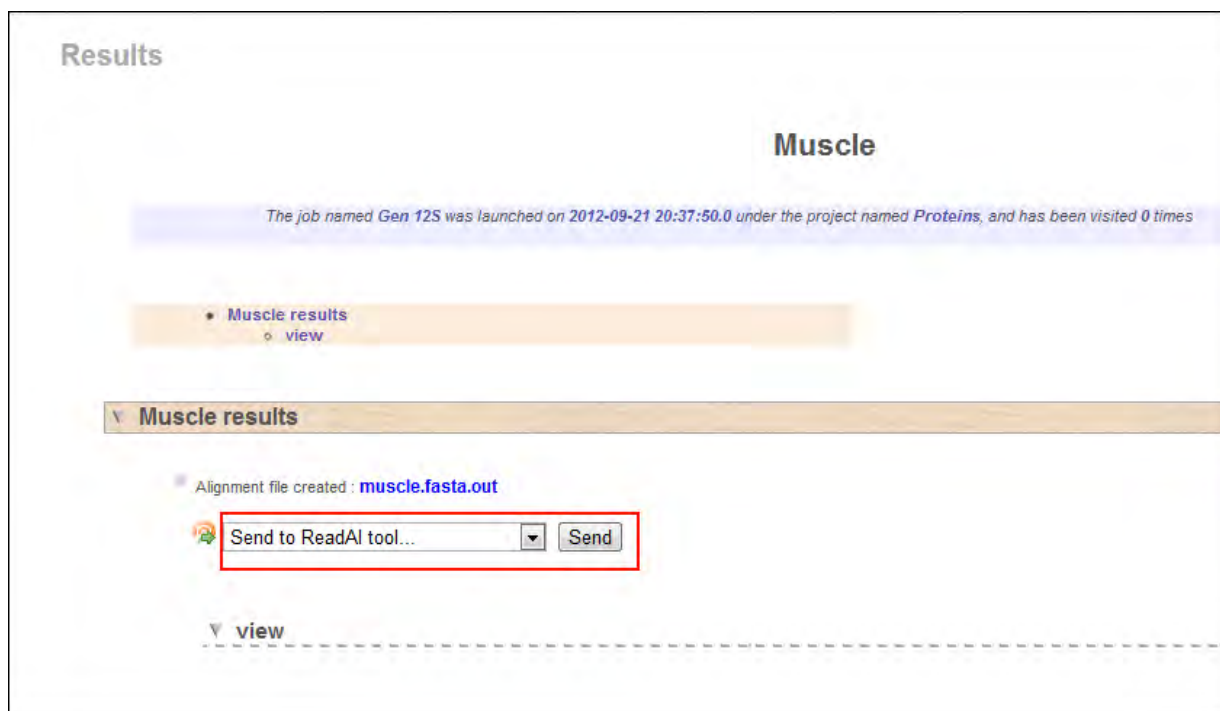 Results
Muscle
The job named Gen 12S was launched on 2012-09-21 20:37:50.0 under the project named Proteins, and has been visited 0 times
Muscle results
view
Muscle results
Alignment file created : muscle.fasta.out
Send to ReadAl tool... Send
view